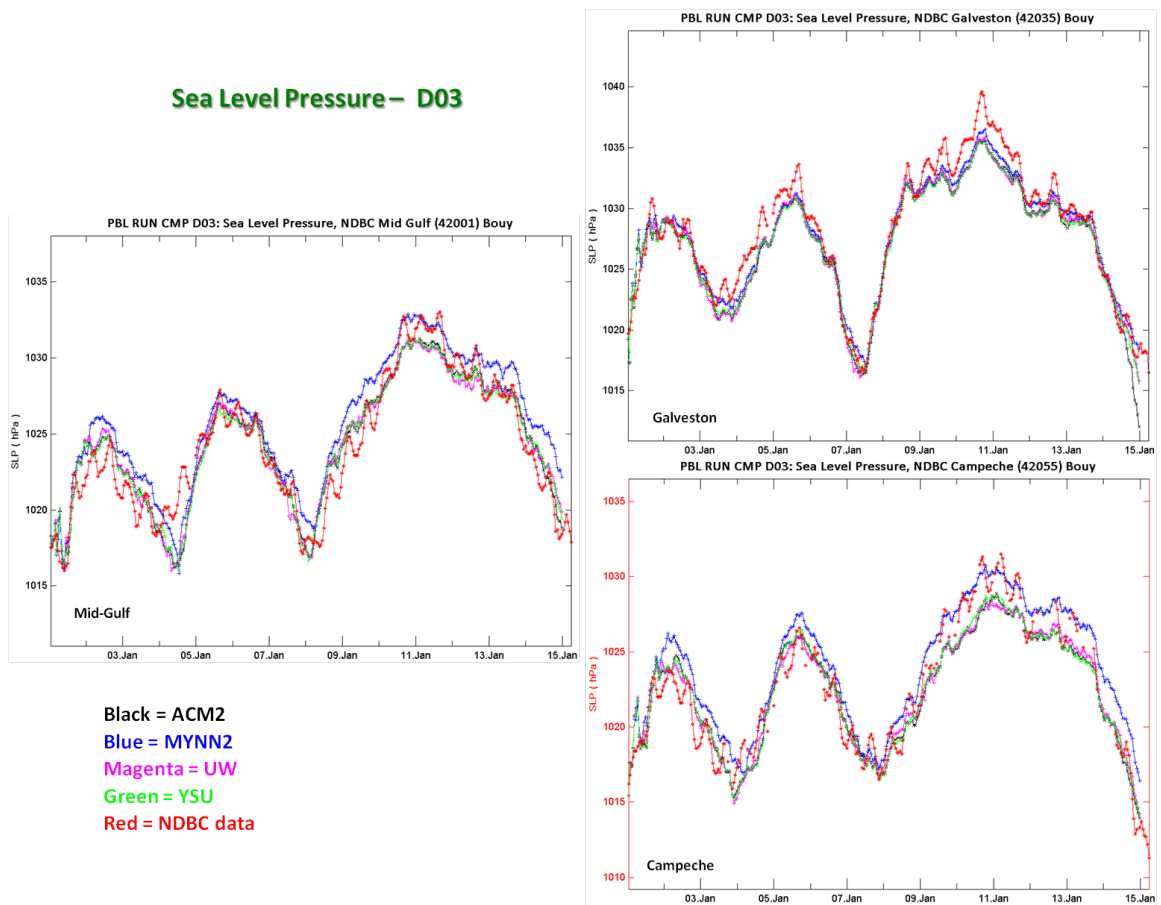 Sea Level Pressure – D03
PBL RUN CMP D03: Sea Level Pressure, NDBC Mid Gulf (42001) Bouy
SLP ( hPa )
1035
1030
1025
1020
1015
Mid-Gulf
03.Jan 05.Jan 07.Jan 09.Jan 11.Jan 13.Jan 15.Jan
Black = ACM2
Blue = MYNN2
Magenta = UW
Green = YSU
Red = NDBC data
PBL RUN CMP D03: Sea Level Pressure, NDBC Galveston (42035) Bouy
SLP ( hPa )
1040
1035
1030
1025
1020
1015
Galveston
03.Jan 05.Jan 07.Jan 09.Jan 11.Jan 13.Jan 15.Jan
PBL RUN CMP D03: Sea Level Pressure, NDBC Campeche (42055) Bouy
SLP ( hPa )
1035
1030
1025
1020
1015
1010
Campeche
03.Jan 05.Jan 07.Jan 09.Jan 11.Jan 13.Jan 15.Jan